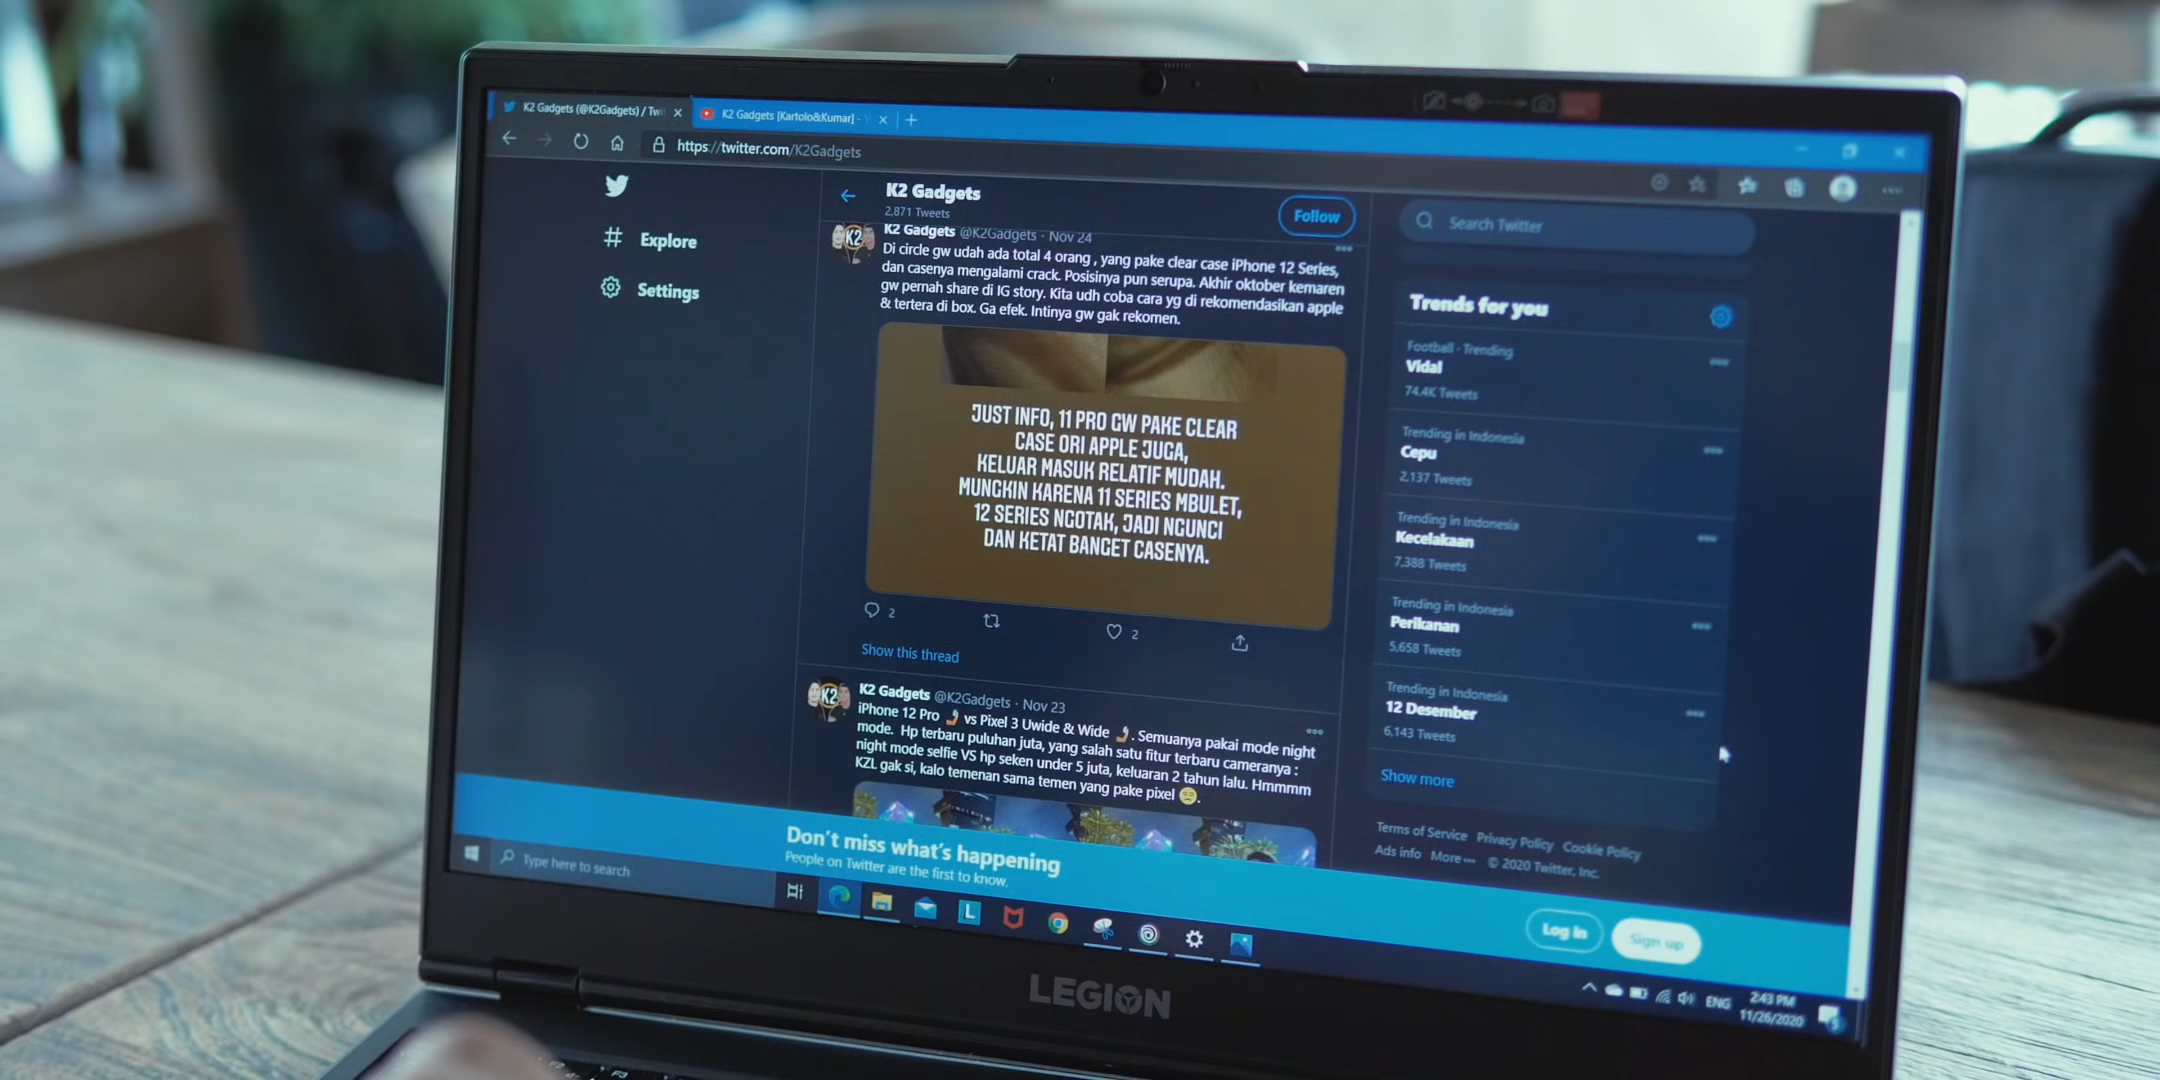 K2 Gadgets (@K2Gadgets) / Twi
K2 Gadgets [Kartolo&Kumar] -
https://twitter.com/K2Gadgets
Explore
Settings
K2 Gadgets
2,871 Tweets
Follow
K2 Gadgets @K2Gadgets · Nov 24
Di circle gw udah ada total 4 orang , yang pake clear case iPhone 12 Series,
dan casenya mengalami crack. Posisinya pun serupa. Akhir oktober kemaren
gw pernah share di IG story. Kita udh coba cara yg di rekomendasikan apple
& tertera di box. Ga efek. Intinya gw gak rekomen.
JUST INFO, 11 PRO GW PAKE CLEAR
CASE ORI APPLE JUGA,
KELUAR MASUK RELATIF MUDAH.
MUNGKIN KARENA 11 SERIES MBULET,
12 SERIES NGOTAK, JADI NGUNCI
DAN KETAT BANGET CASENYA.
2
2
Show this thread
K2 Gadgets @K2Gadgets · Nov 23
iPhone 12 Pro 🤳 vs Pixel 3 Uwide & Wide 🤳. Semuanya pakai mode night
mode. Hp terbaru puluhan juta, yang salah satu fitur terbaru cameranya :
night mode selfie VS hp seken under 5 juta, keluaran 2 tahun lalu. Hmmmm
KZL gak si, kalo temenan sama temen yang pake pixel 😒.
Search Twitter
Trends for you
Football · Trending
Vidal
74.4K Tweets
Trending in Indonesia
Cepu
2,137 Tweets
Trending in Indonesia
Kecelakaan
7,388 Tweets
Trending in Indonesia
Perikanan
5,658 Tweets
Trending in Indonesia
12 Desember
6,143 Tweets
Show more
Terms of Service Privacy Policy Cookie Policy
Ads info More ··· © 2020 Twitter, Inc.
Don't miss what's happening
People on Twitter are the first to know.
Log in
Sign up
Type here to search
L
ENG
2:43 PM
11/26/2020
5
LEGION
F3